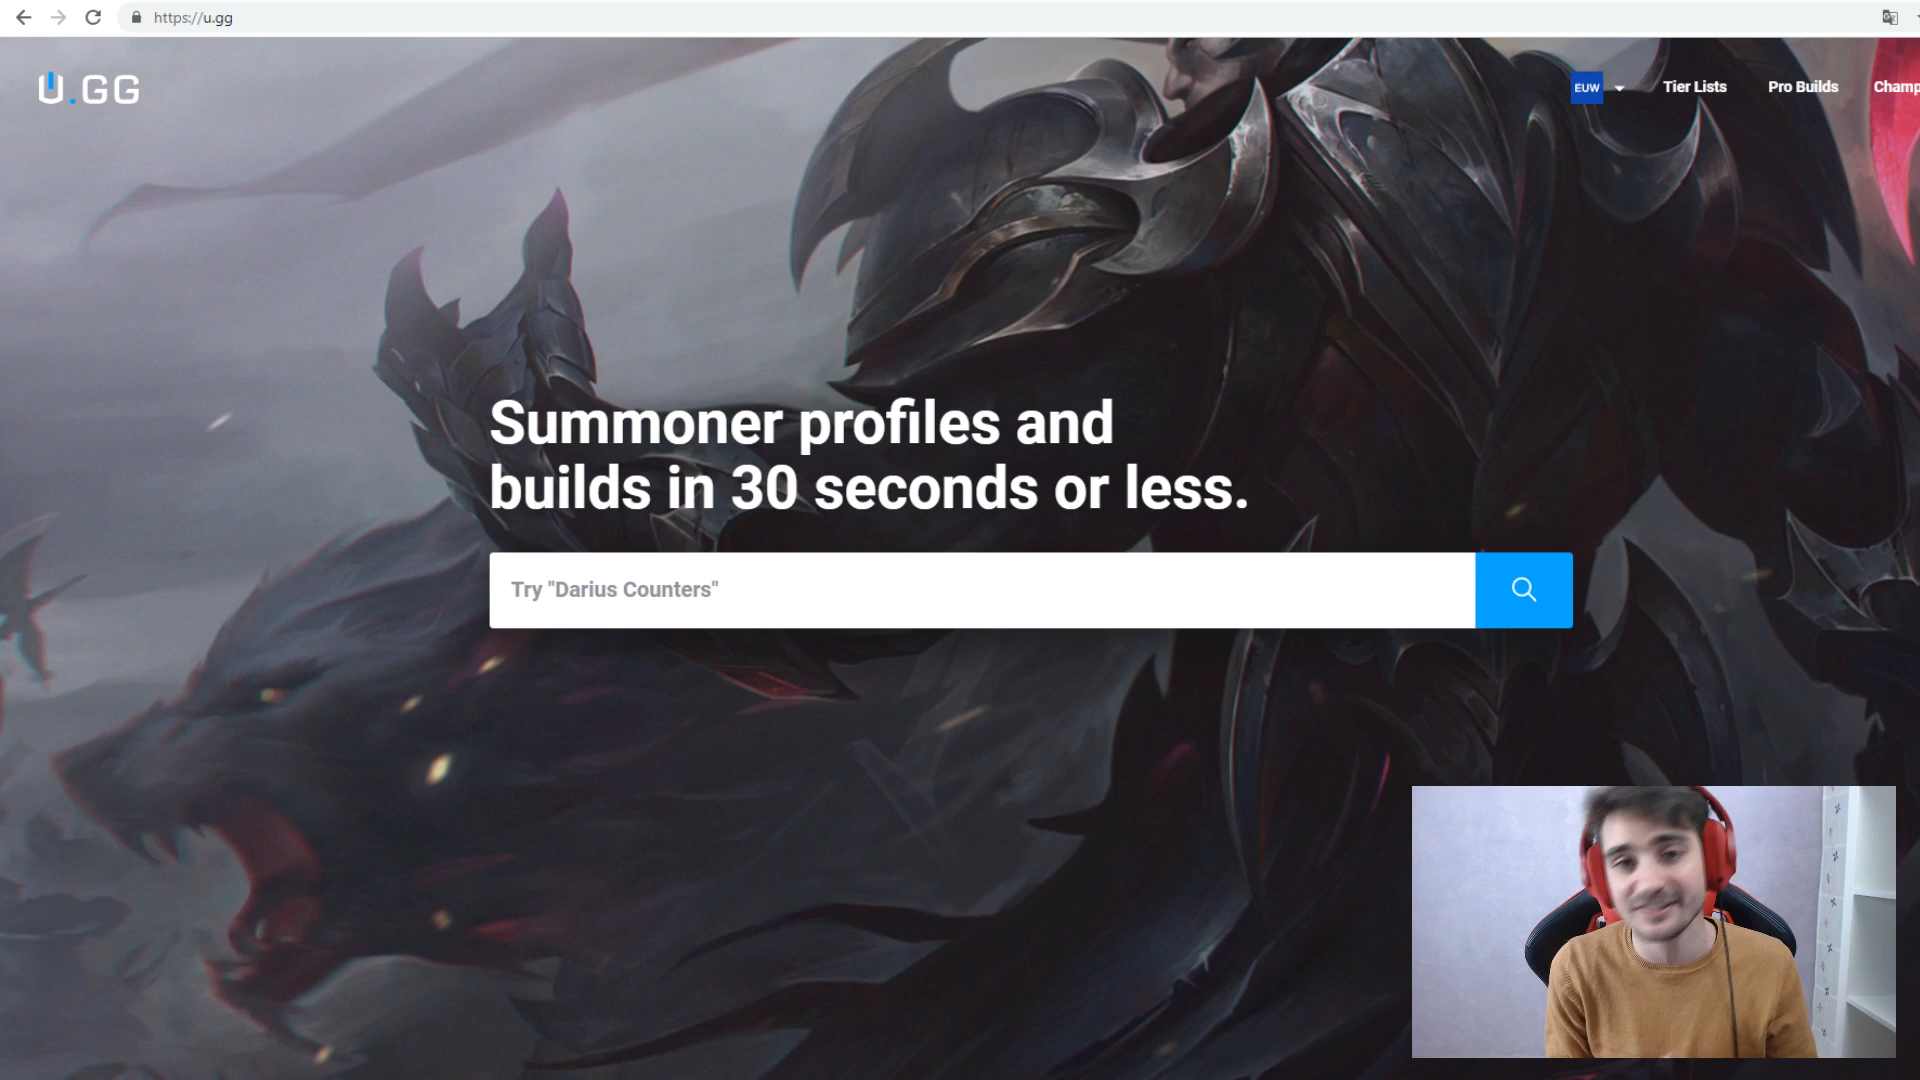 https://u.gg
U.GG
EUW
Tier Lists
Pro Builds
Champ
Summoner profiles and
builds in 30 seconds or less.
Try "Darius Counters"